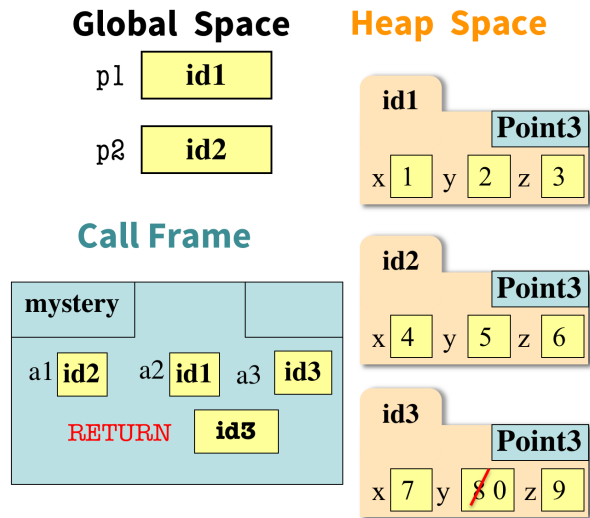 Global Space
Heap Space
p1 id1
p2 id2
id1
Point3
x 1 y 2 z 3
Call Frame
id2
Point3
x 4 y 5 z 6
mystery
a1 id2 a2 id1 a3 id3
RETURN id3
id3
Point3
x 7 y 8 0 z 9